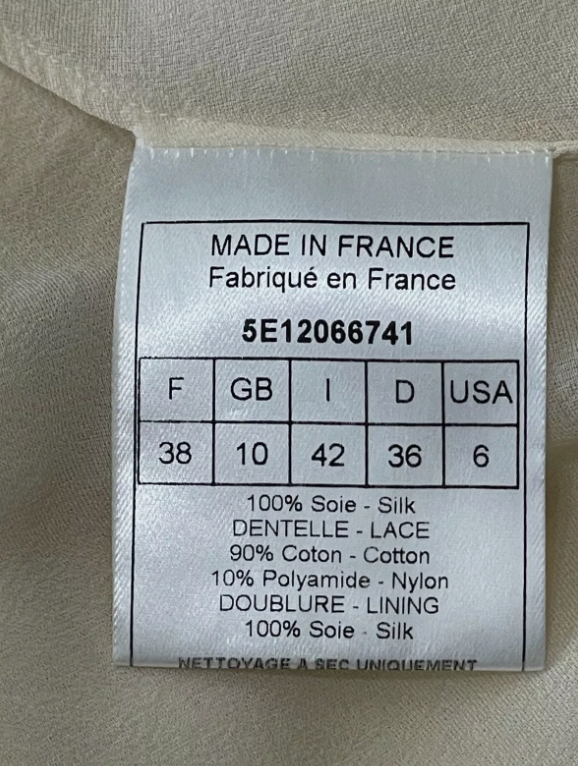 MADE IN FRANCE
Fabriqué en France
5E12066741
F GB I D USA
38 10 42 36 6
100% Soie - Silk
DENTELLE - LACE
90% Coton - Cotton
10% Polyamide - Nylon
DOUBLURE - LINING
100% Soie - Silk
NETTOYAGE A SEC UNIQUEMENT